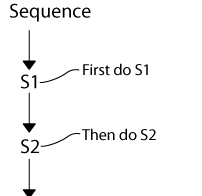 Sequence
S1
First do S1
S2
Then do S2